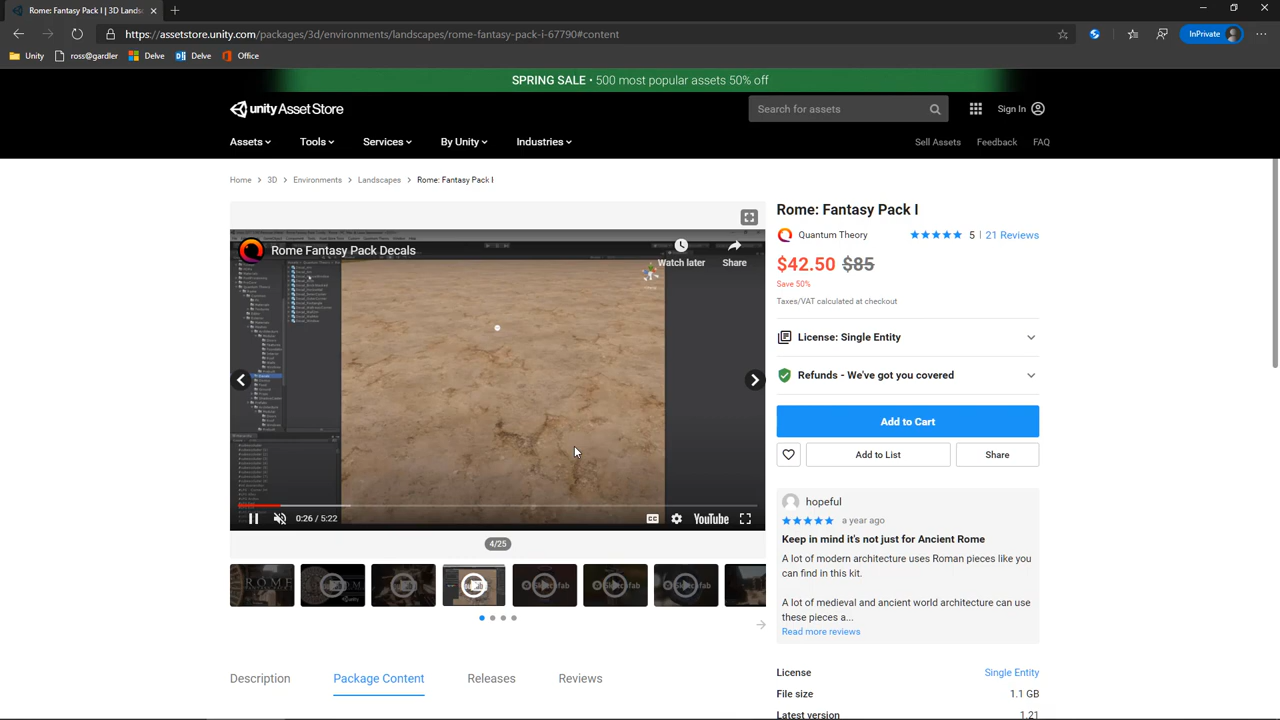 Rome: Fantasy Pack I | 3D Landsc
https://assetstore.unity.com/packages/3d/environments/landscapes/rome-fantasy-pack-i-67790#content
InPrivate
Unity
ross@gardler
Delve
Delve
Office
SPRING SALE • 500 most popular assets 50% off
unity Asset Store
Search for assets
Sign In
Assets
Tools
Services
By Unity
Industries
Sell Assets
Feedback
FAQ
Home > 3D > Environments > Landscapes > Rome: Fantasy Pack I
Rome Fantasy Pack Decals
Watch later
Share
0:26 / 5:22
CC
YouTube
4/25
ROME
Sketchfab
Sketchfab
Sketchfab
Description
Package Content
Releases
Reviews
Rome: Fantasy Pack I
Quantum Theory
5 | 21 Reviews
$42.50 $85
Save 50%
Taxes/VAT calculated at checkout
License: Single Entity
Refunds - We've got you covered
Add to Cart
Add to List
Share
hopeful
a year ago
Keep in mind it's not just for Ancient Rome
A lot of modern architecture uses Roman pieces like you
can find in this kit.
A lot of medieval and ancient world architecture can use
these pieces a...
Read more reviews
License
Single Entity
File size
1.1 GB
Latest version
1.21